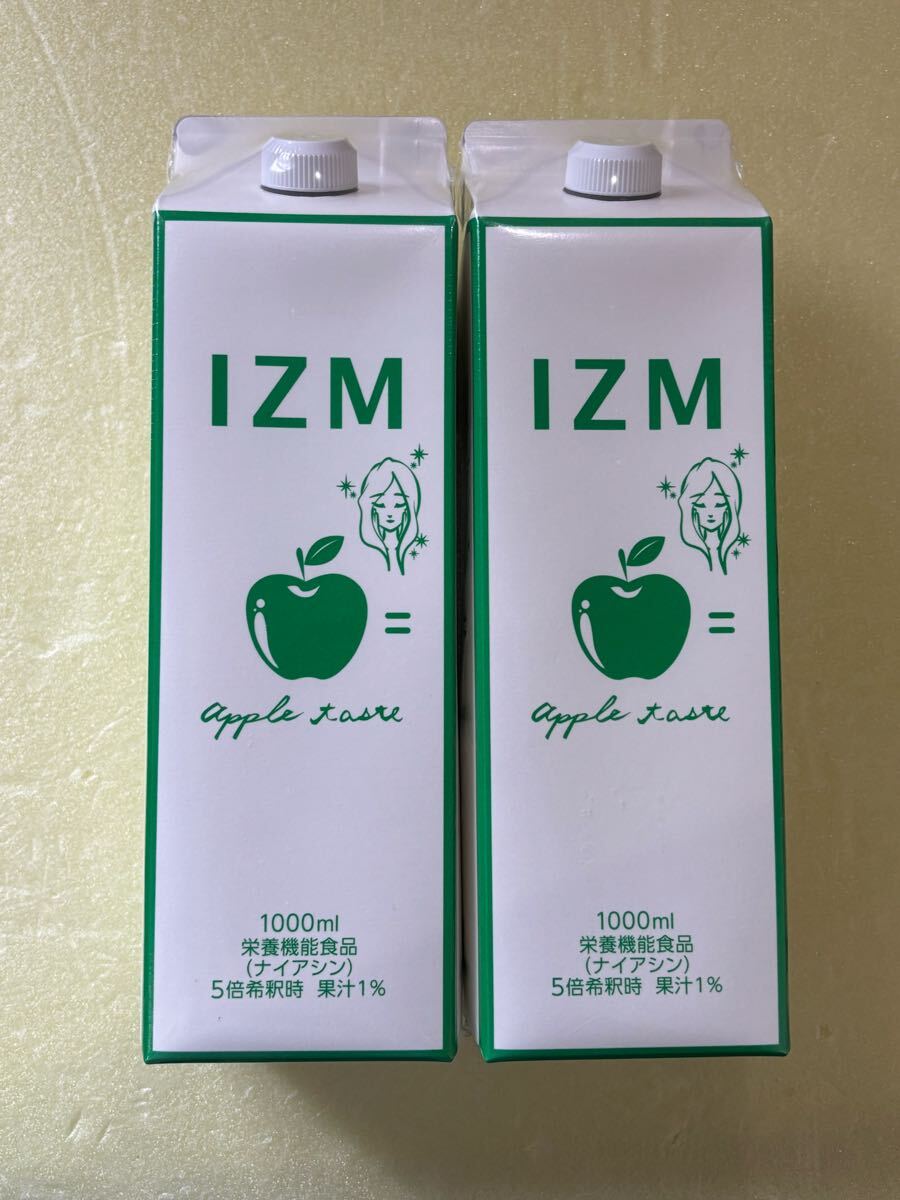 IZM
=
apple taste
1000ml
栄養機能食品
(ナイアシン)
5倍希釈時 果汁1%
IZM
=
apple taste
1000ml
栄養機能食品
(ナイアシン)
5倍希釈時 果汁1%